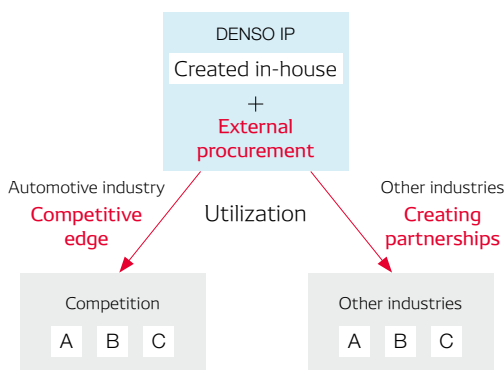 DENSO IP
Created in-house
+
External
procurement
Automotive industry
Competitive
edge
Utilization
Other industries
Creating
partnerships
Competition
A B C
Other industries
A B C